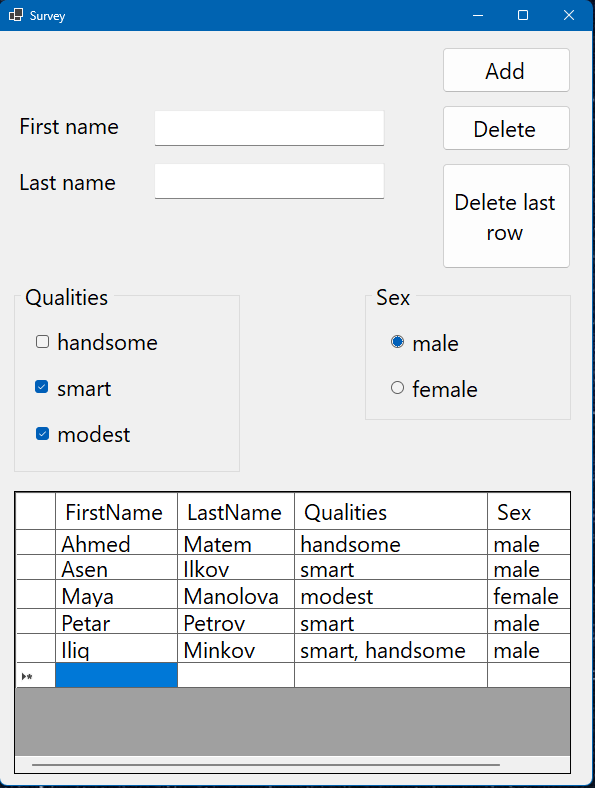 Survey
Add
First name
Delete
Last name
Delete last
row
Qualities
Sex
handsome
male
smart
female
modest
FirstName LastName Qualities Sex
Ahmed Matem handsome male
Asen Ilkov smart male
Maya Manolova modest female
Petar Petrov smart male
Iliq Minkov smart, handsome male